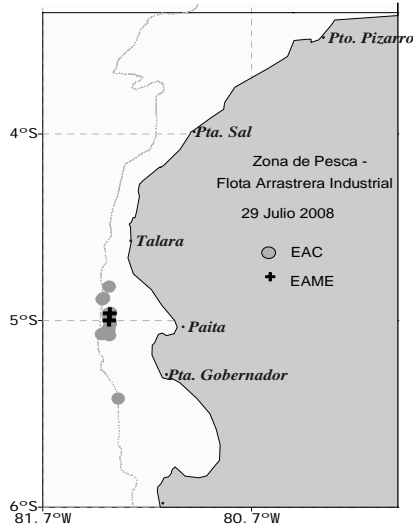 Pto. Pizarro
4°S
Pta. Sal
Zona de Pesca -
Flota Arrastrera Industrial
29 Julio 2008
Talara
EAC
EAME
5°S
Paita
Pta. Gobernador
6°S
81.7°W
80.7°W